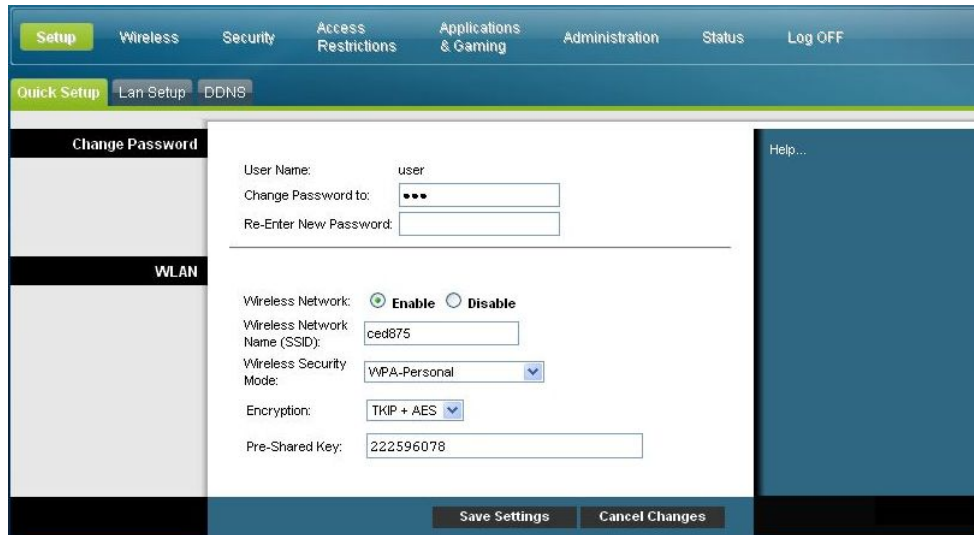 Setup Wireless Security Access Restrictions Applications & Gaming Administration Status Log OFF
Quick Setup Lan Setup DDNS
Change Password
Help...
User Name: user
Change Password to: •••
Re-Enter New Password:
WLAN
Wireless Network: Enable Disable
Wireless Network
Name (SSID): ced875
Wireless Security
Mode: WPA-Personal
Encryption: TKIP + AES
Pre-Shared Key: 222596078
Save Settings Cancel Changes